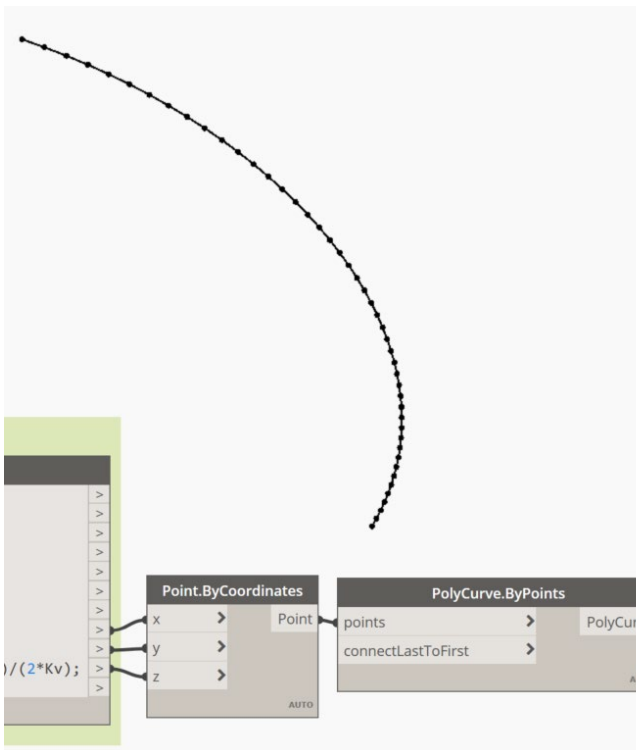 Point.ByCoordinates
x > Point
y >
z >
AUTO
PolyCurve.ByPoints
points >
connectLastToFirst >
>
>
>
>
>
>
>
>
>
)/(2*Kv); >
>